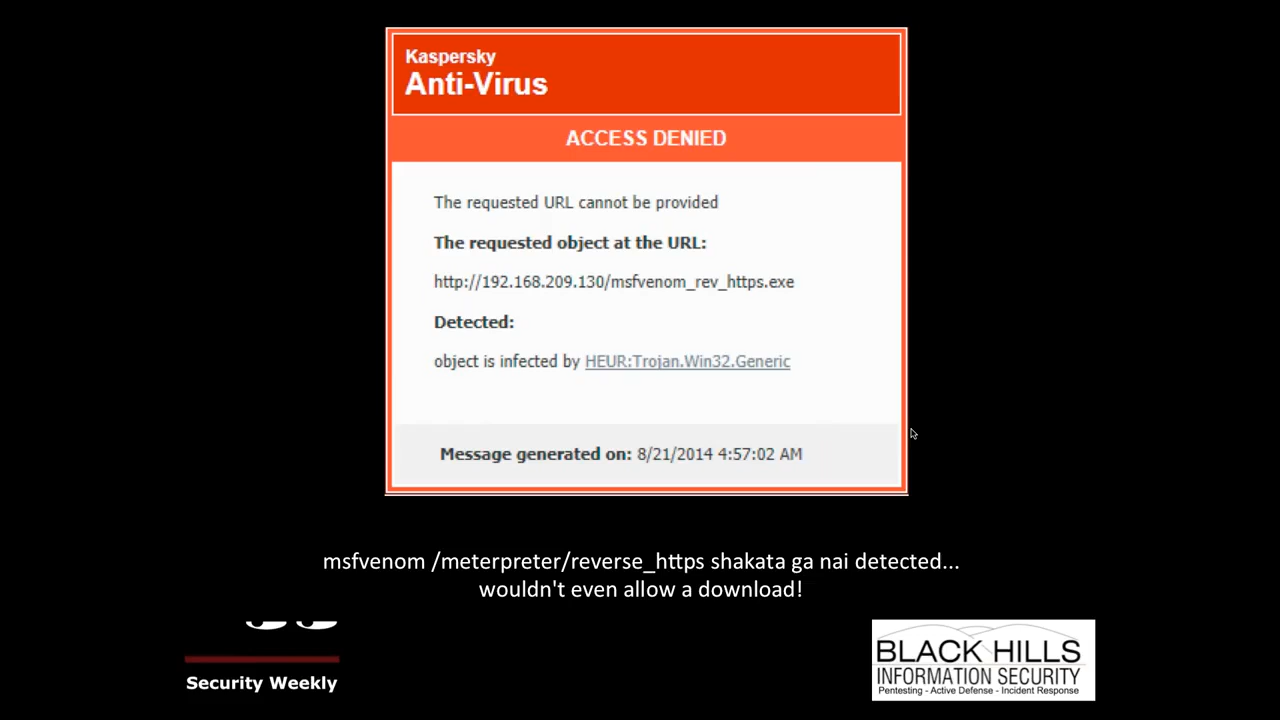 Kaspersky
Anti-Virus
ACCESS DENIED
The requested URL cannot be provided
The requested object at the URL:
http://192.168.209.130/msfvenom_rev_https.exe
Detected:
object is infected by HEUR:Trojan.Win32.Generic
Message generated on: 8/21/2014 4:57:02 AM
msfvenom /meterpreter/reverse_https shakata ga nai detected...
wouldn't even allow a download!
Security Weekly
BLACK HILLS
INFORMATION SECURITY
Pentesting - Active Defense - Incident Response